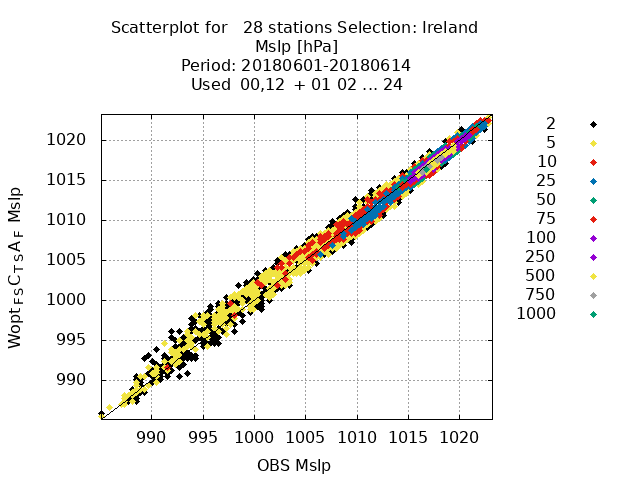 Scatterplot for 28 stations Selection: Ireland
Mslp [hPa]
Period: 20180601-20180614
Used 00,12 + 01 02 ... 24
Wopt FS CTS AF Mslp
1020
1015
1010
1005
1000
995
990
990 995 1000 1005 1010 1015 1020
OBS Mslp
2
5
10
25
50
75
100
250
500
750
1000